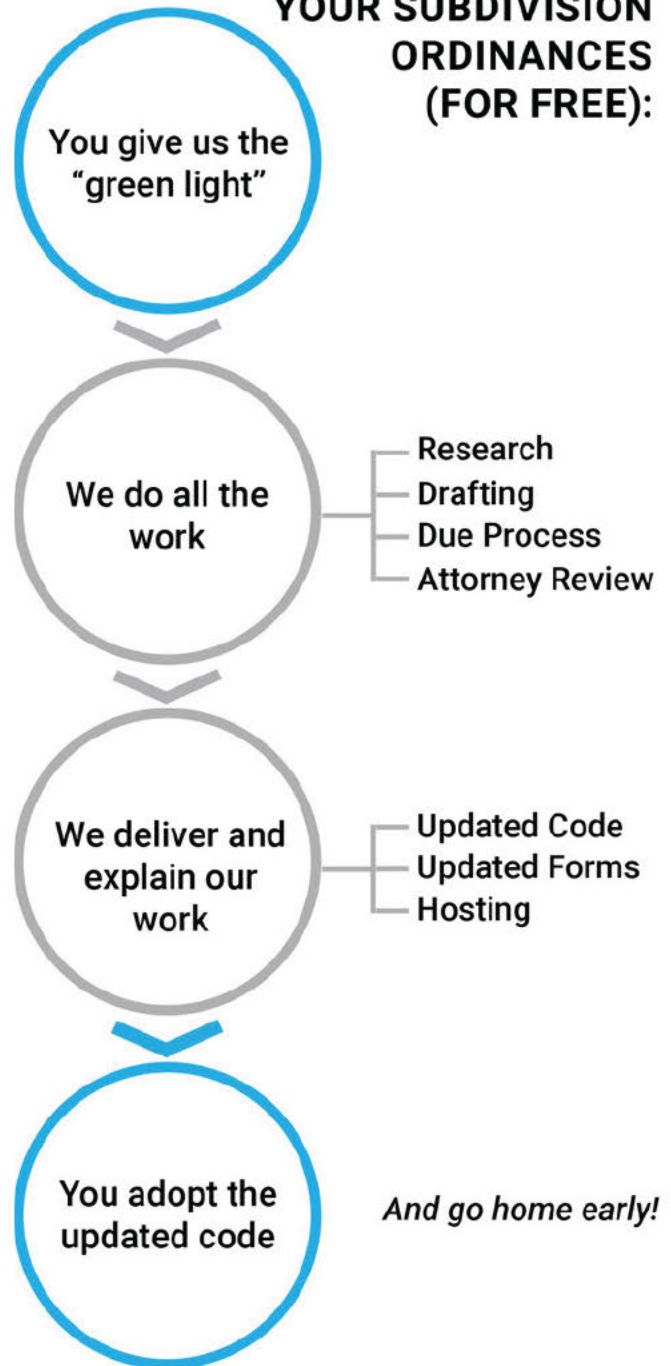 YOUR SUBDIVISION
ORDINANCES
(FOR FREE):
You give us the
“green light”
We do all the
work
Research
Drafting
Due Process
Attorney Review
We deliver and
explain our
work
Updated Code
Updated Forms
Hosting
You adopt the
updated code
And go home early!